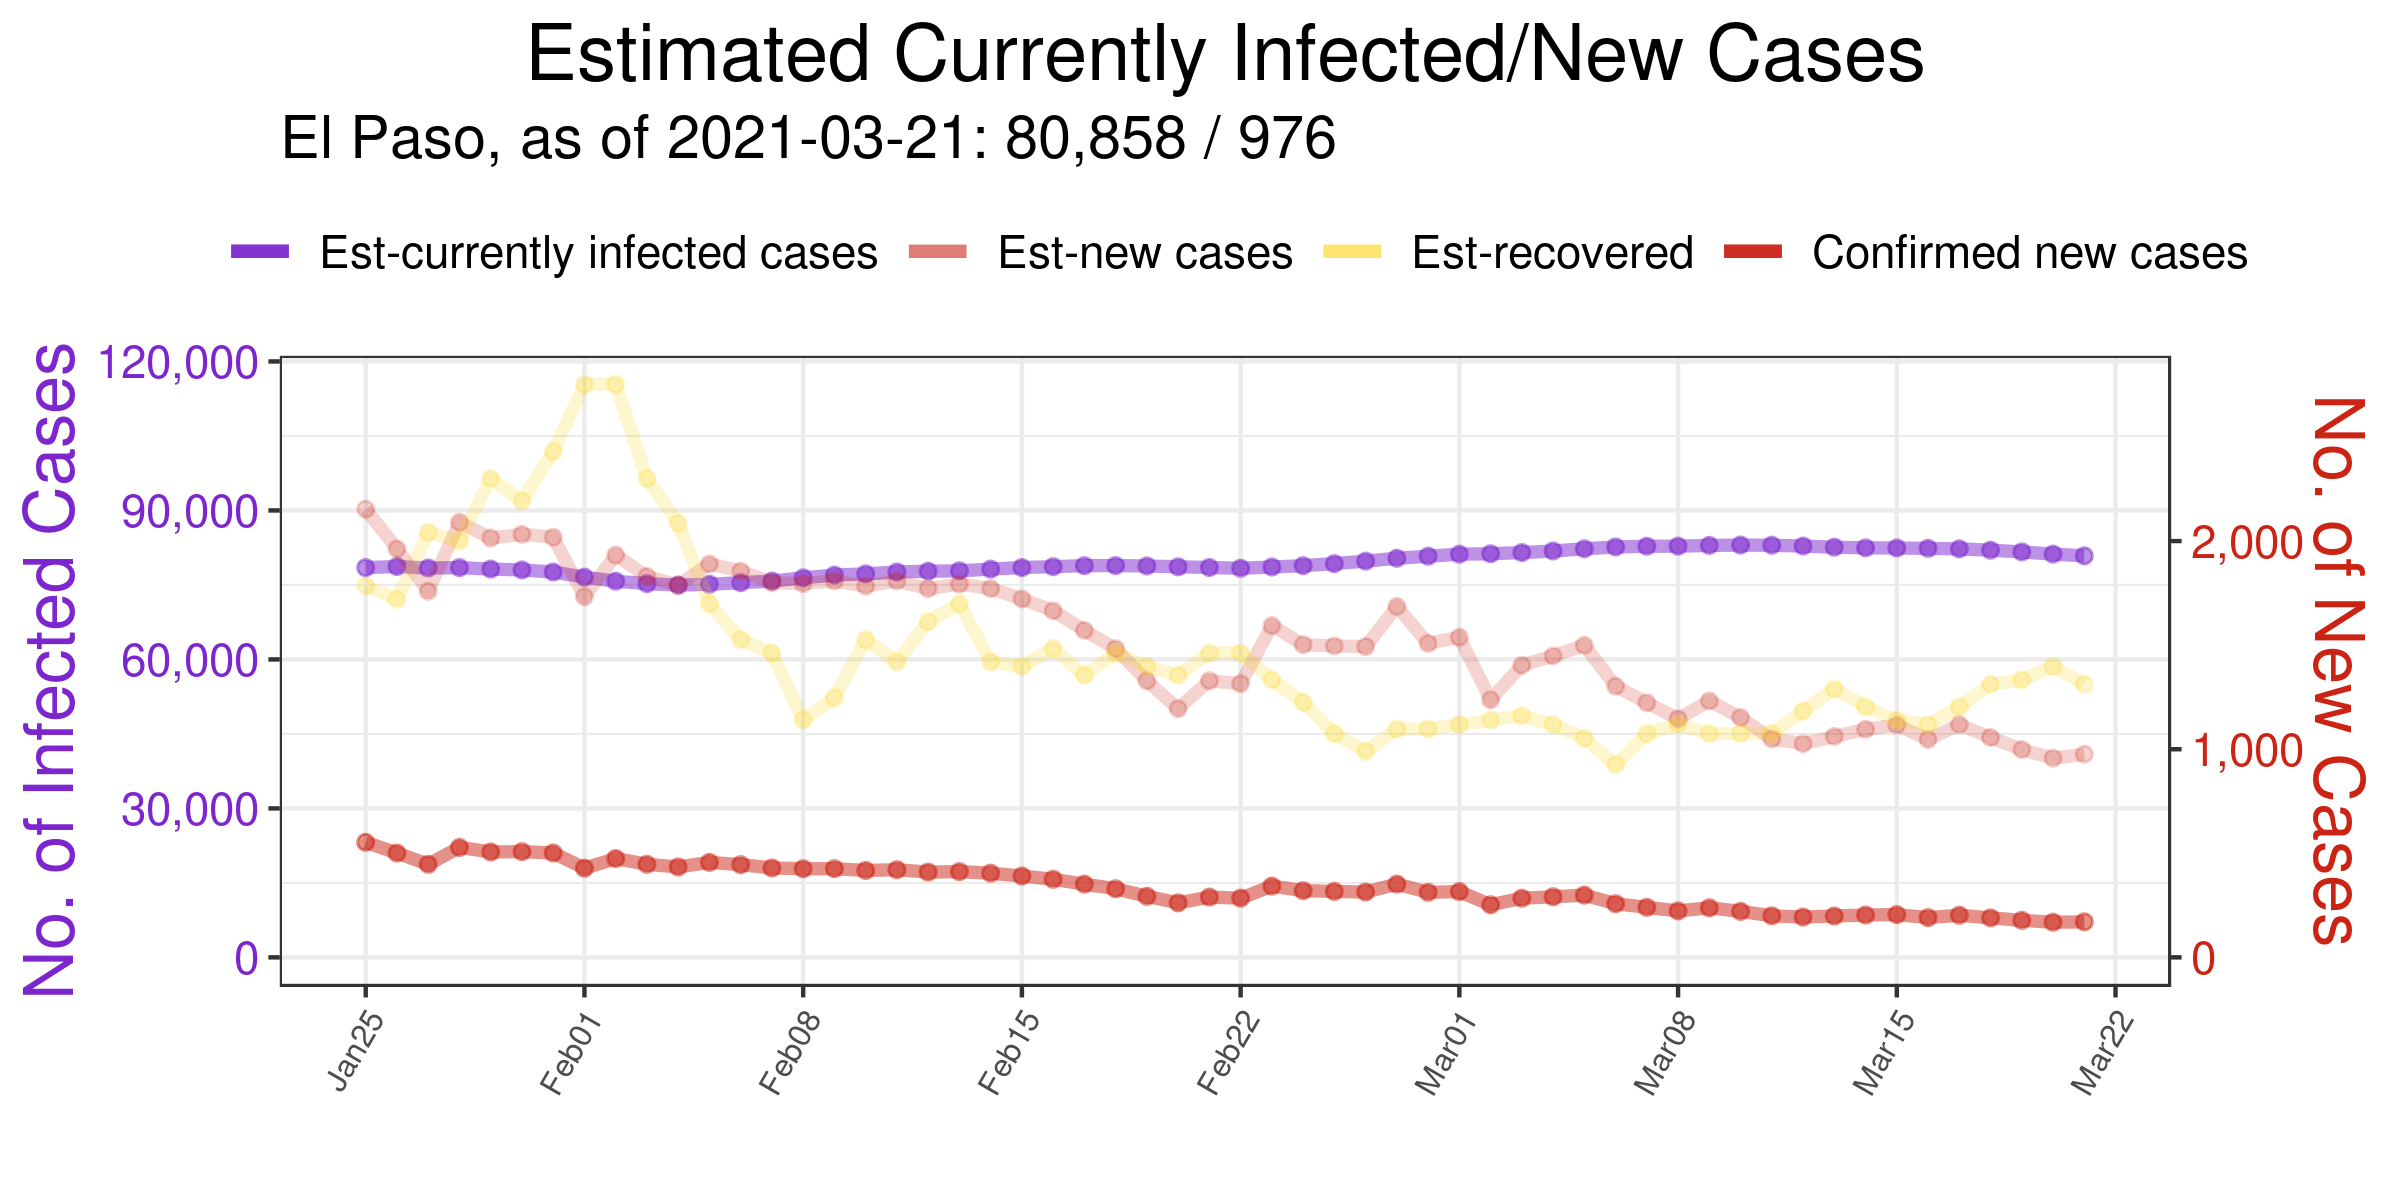 Estimated Currently Infected/New Cases
El Paso, as of 2021-03-21: 80,858 / 976
Est-currently infected cases Est-new cases Est-recovered Confirmed new cases
No. of Infected Cases
120,000
90,000
60,000
30,000
0
2,000
1,000
0
No. of New Cases
Jan25 Feb01 Feb08 Feb15 Feb22 Mar01 Mar08 Mar15 Mar22